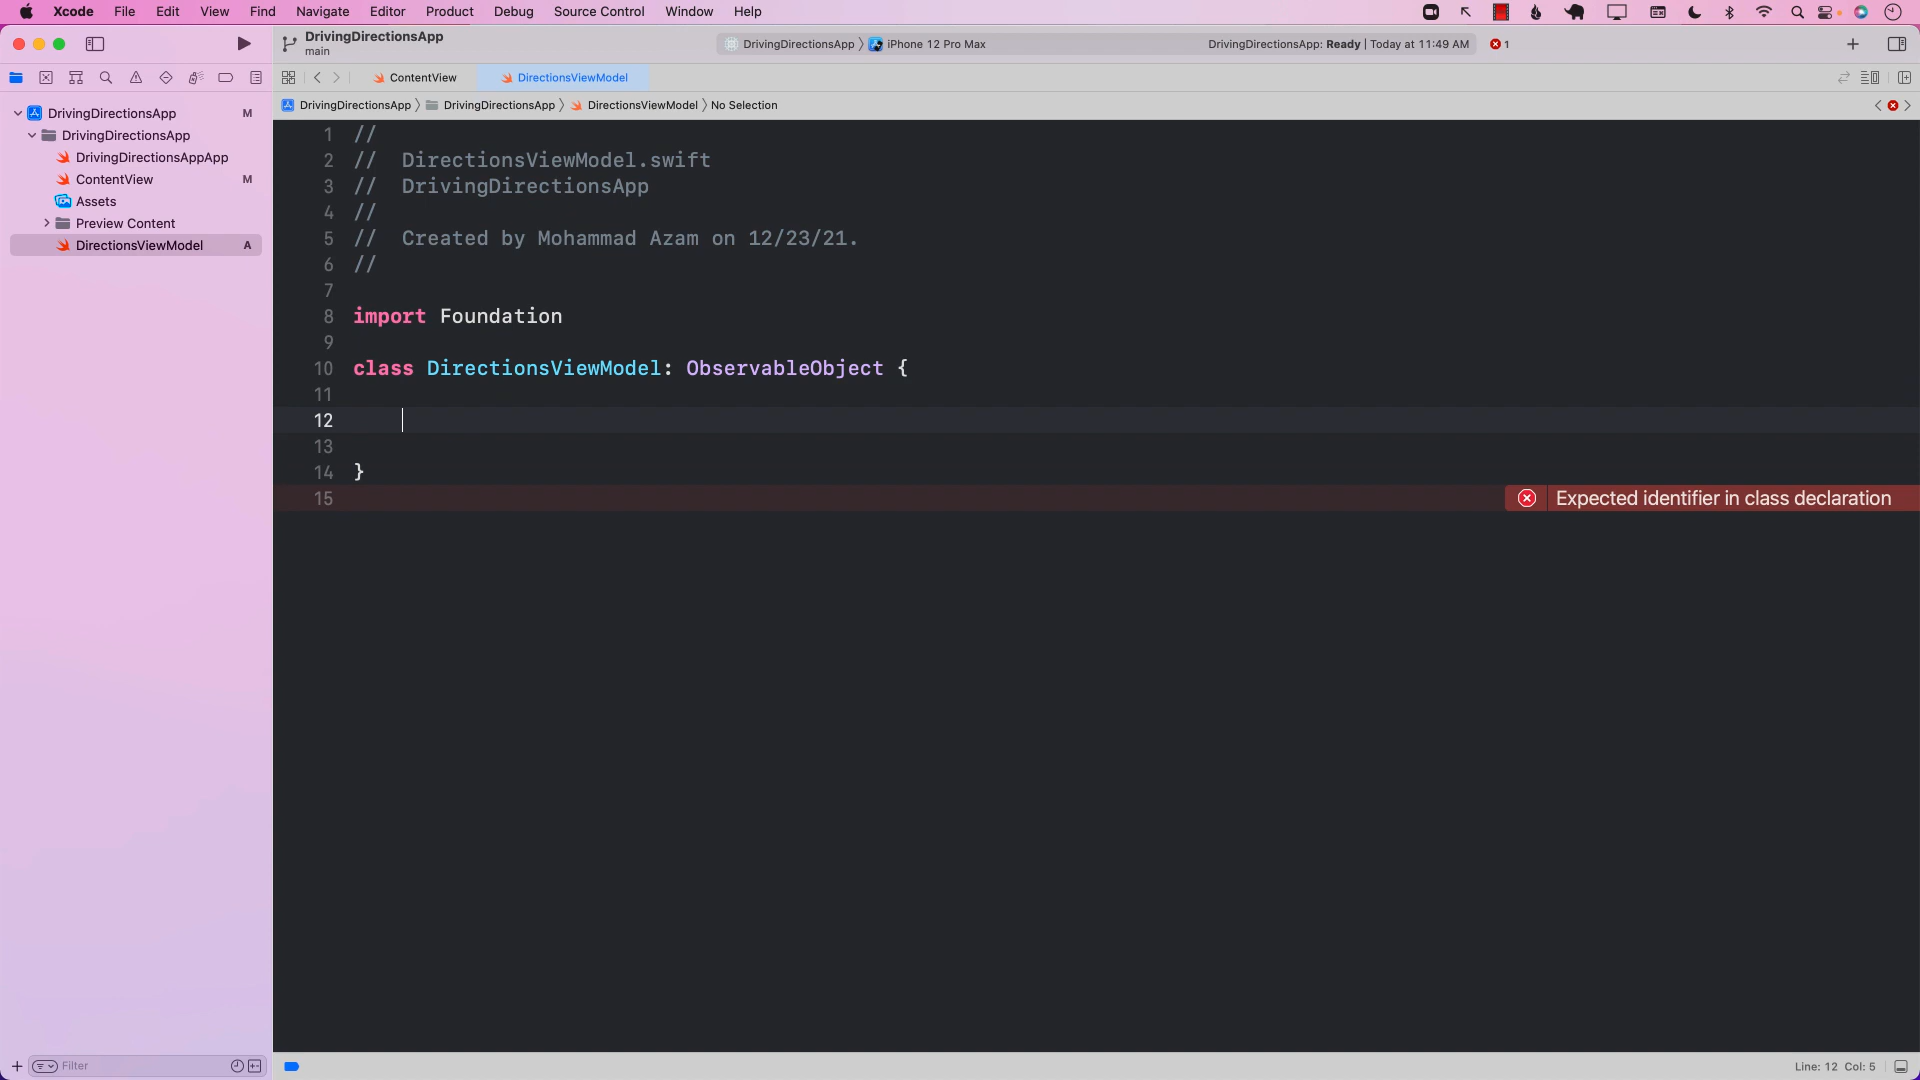 Xcode File Edit View Find Navigate Editor Product Debug Source Control Window Help
DrivingDirectionsApp
main
DrivingDirectionsApp 〉 iPhone 12 Pro Max
DrivingDirectionsApp: Ready | Today at 11:49 AM
1
ContentView
DirectionsViewModel
DrivingDirectionsApp 〉 DrivingDirectionsApp 〉 DirectionsViewModel 〉 No Selection
DrivingDirectionsApp M
DrivingDirectionsApp
DrivingDirectionsAppApp
ContentView M
Assets
Preview Content
DirectionsViewModel A
1 //
2 //  DirectionsViewModel.swift
3 //  DrivingDirectionsApp
4 //
5 //  Created by Mohammad Azam on 12/23/21.
6 //
7
8 import Foundation
9
10 class DirectionsViewModel: ObservableObject {
11
12
13
14 }
15 Expected identifier in class declaration
Filter
Line: 12 Col: 5